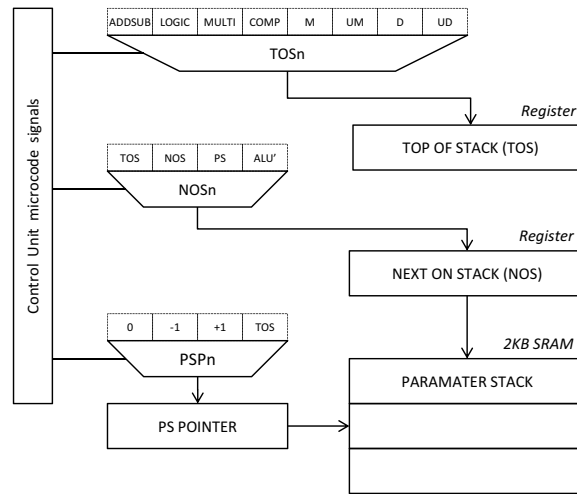 ADDSUB LOGIC MULTI COMP M UM D UD
TOSn
Register
TOP OF STACK (TOS)
TOS NOS PS ALU'
NOSn
Register
NEXT ON STACK (NOS)
0 -1 +1 TOS
PSPn
2KB SRAM
PARAMATER STACK
PS POINTER
Control Unit microcode signals